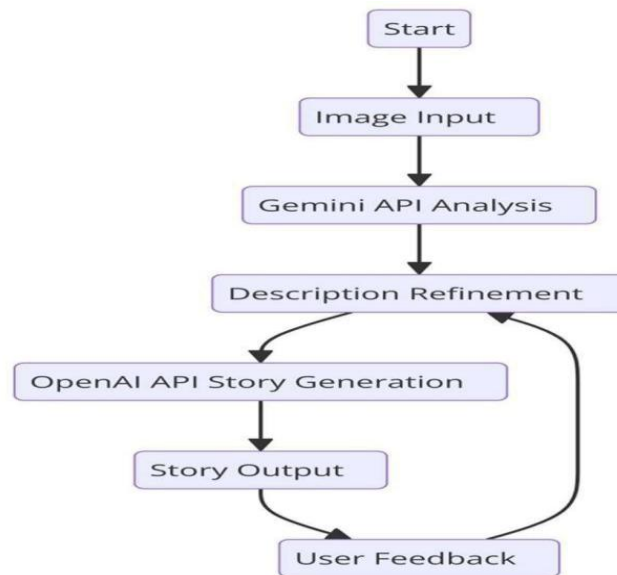 Start
Image Input
Gemini API Analysis
Description Refinement
OpenAI API Story Generation
Story Output
User Feedback